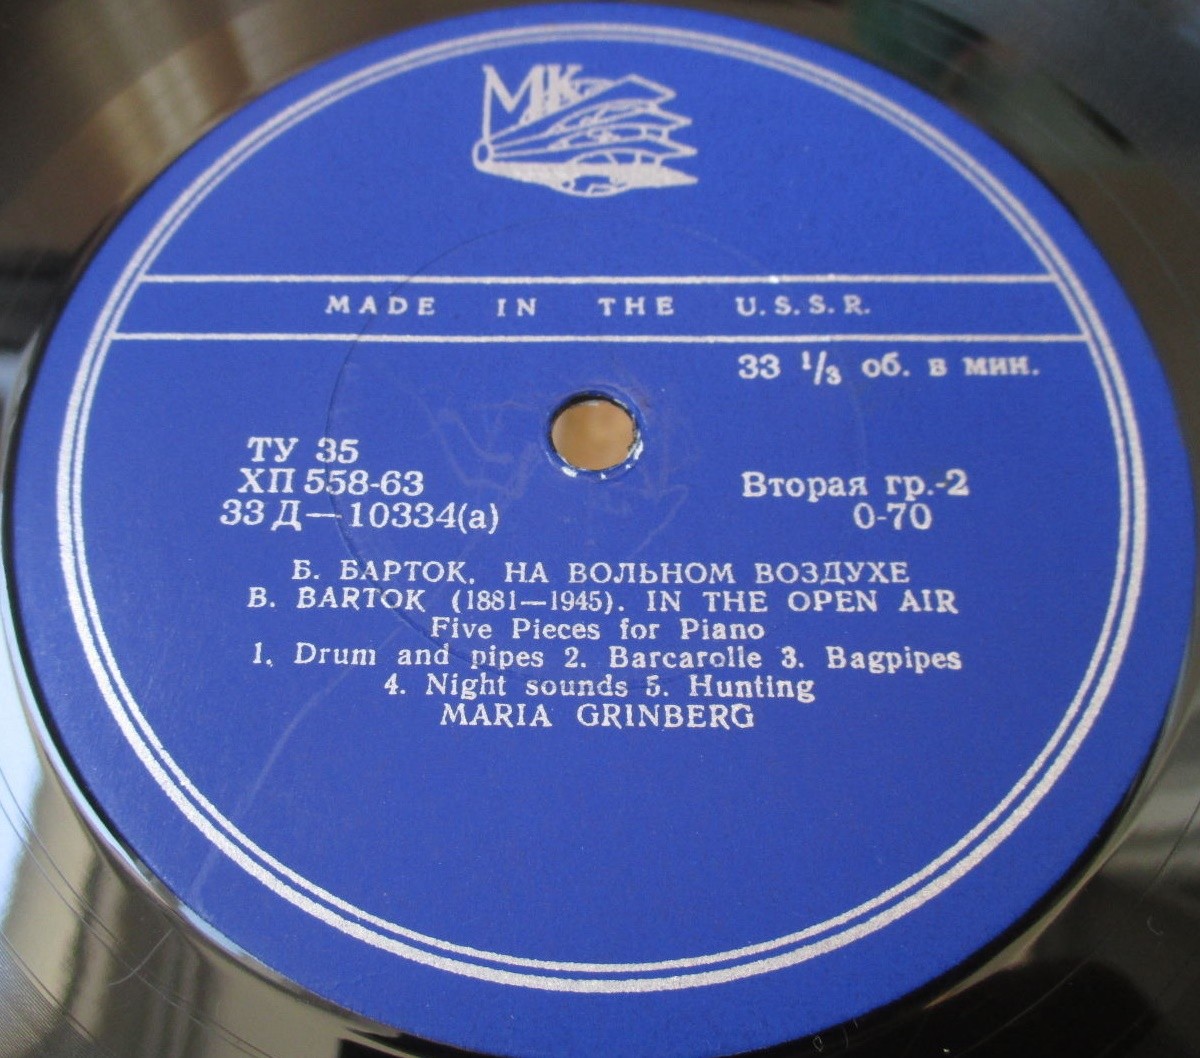 МК
MADE IN THE U.S.S.R.
33 1/3 об. в мин.
ТУ 35
ХП 558-63
33 Д—10334(а)
Вторая гр.-2
0-70
Б. БАРТОК. НА ВОЛЬНОМ ВОЗДУХЕ
B. BARTOK (1881—1945). IN THE OPEN AIR
Five Pieces for Piano
1. Drum and pipes 2. Barcarolle 3. Bagpipes
4. Night sounds 5. Hunting
MARIA GRINBERG